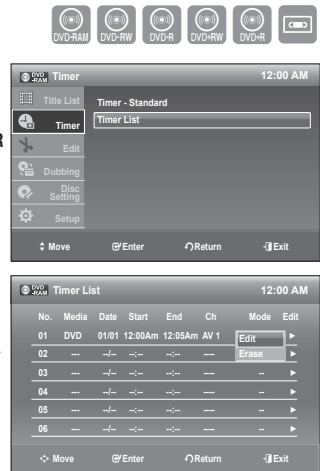 DVD-RAM DVD-RW DVD-R DVD+RW DVD+R
DVD-RAM Timer 12:00 AM
Title List
Timer - Standard
Timer
Timer List
R
Edit
Dubbing
Disc Setting
Setup
Move Enter Return Exit
DVD-RAM Timer List 12:00 AM
No. Media Date Start End Ch Mode Edit
01 DVD 01/01 12:00Am 12:05Am AV 1 Edit ►
02 --- --/-- --:-- --:-- ---- Erase ►
03 --- --/-- --:-- --:-- ---- -- ►
04 --- --/-- --:-- --:-- ---- -- ►
05 --- --/-- --:-- --:-- ---- -- ►
06 --- --/-- --:-- --:-- ---- -- ►
Move Enter Return Exit